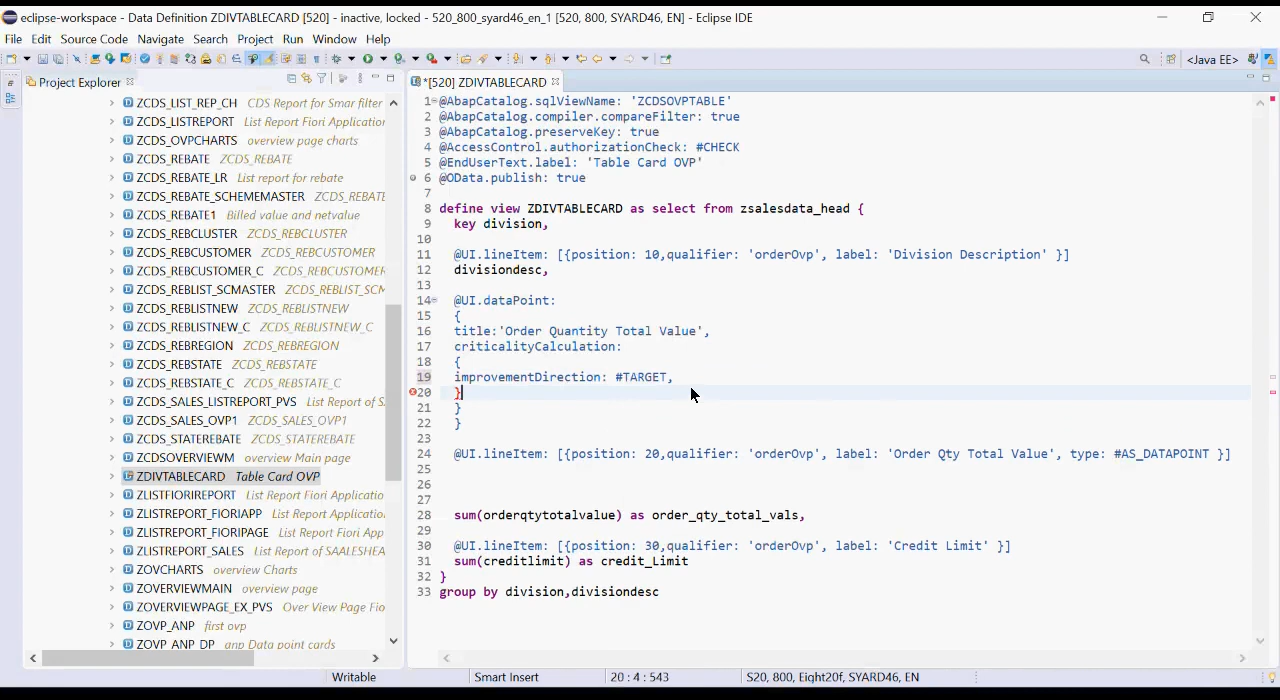 eclipse-workspace - Data Definition ZDIVTABLECARD [520] - inactive, locked - 520_800_syard46_en_1 [520, 800, SYARD46, EN] - Eclipse IDE
File Edit Source Code Navigate Search Project Run Window Help
<Java EE>
Project Explorer
*[520] ZDIVTABLECARD
ZCDS_LIST_REP_CH CDS Report for Smar filter
ZCDS_LISTREPORT List Report Fiori Application
ZCDS_OVPCHARTS overview page charts
ZCDS_REBATE ZCDS_REBATE
ZCDS_REBATE_LR List report for rebate
ZCDS_REBATE_SCHEMEMASTER ZCDS_REBATE
ZCDS_REBATE1 Billed value and netvalue
ZCDS_REBCLUSTER ZCDS_REBCLUSTER
ZCDS_REBCUSTOMER ZCDS_REBCUSTOMER
ZCDS_REBCUSTOMER_C ZCDS_REBCUSTOMER
ZCDS_REBLIST_SCMASTER ZCDS_REBLIST_SCM
ZCDS_REBLISTNEW ZCDS_REBLISTNEW
ZCDS_REBLISTNEW_C ZCDS_REBLISTNEW_C
ZCDS_REBREGION ZCDS_REBREGION
ZCDS_REBSTATE ZCDS_REBSTATE
ZCDS_REBSTATE_C ZCDS_REBSTATE_C
ZCDS_SALES_LISTREPORT_PVS List Report of S
ZCDS_SALES_OVP1 ZCDS_SALES_OVP1
ZCDS_STATEREBATE ZCDS_STATEREBATE
ZCDSOVERVIEWM overview Main page
ZDIVTABLECARD Table Card OVP
ZLISTFIORIREPORT List Report Fiori Applicatio
ZLISTREPORT_FIORIAPP List Report Applicatio
ZLISTREPORT_FIORIPAGE List Report Fiori App
ZLISTREPORT_SALES List Report of SAALESHEA
ZOVCHARTS overview Charts
ZOVERVIEWMAIN overview page
ZOVERVIEWPAGE_EX_PVS Over View Page Fio
ZOVP_ANP first ovp
ZOVP_ANP_DP anp Data point cards
1 @AbapCatalog.sqlViewName: 'ZCDSOVPTABLE'
2 @AbapCatalog.compiler.compareFilter: true
3 @AbapCatalog.preserveKey: true
4 @AccessControl.authorizationCheck: #CHECK
5 @EndUserText.label: 'Table Card OVP'
6 @OData.publish: true
7
8 define view ZDIVTABLECARD as select from zsalesdata_head {
9 key division,
10
11 @UI.lineItem: [{position: 10,qualifier: 'orderOvp', label: 'Division Description' }]
12 divisiondesc,
13
14 @UI.dataPoint:
15 {
16 title:'Order Quantity Total Value',
17 criticalityCalculation:
18 {
19 improvementDirection: #TARGET,
20 }
21 }
22 }
23
24 @UI.lineItem: [{position: 20,qualifier: 'orderOvp', label: 'Order Qty Total Value', type: #AS_DATAPOINT }]
25
26
27
28 sum(orderqtytotalvalue) as order_qty_total_vals,
29
30 @UI.lineItem: [{position: 30,qualifier: 'orderOvp', label: 'Credit Limit' }]
31 sum(creditlimit) as credit_Limit
32 }
33 group by division,divisiondesc
Writable Smart Insert 20 : 4 : 543 S20, 800, Eight20f, SYARD46, EN